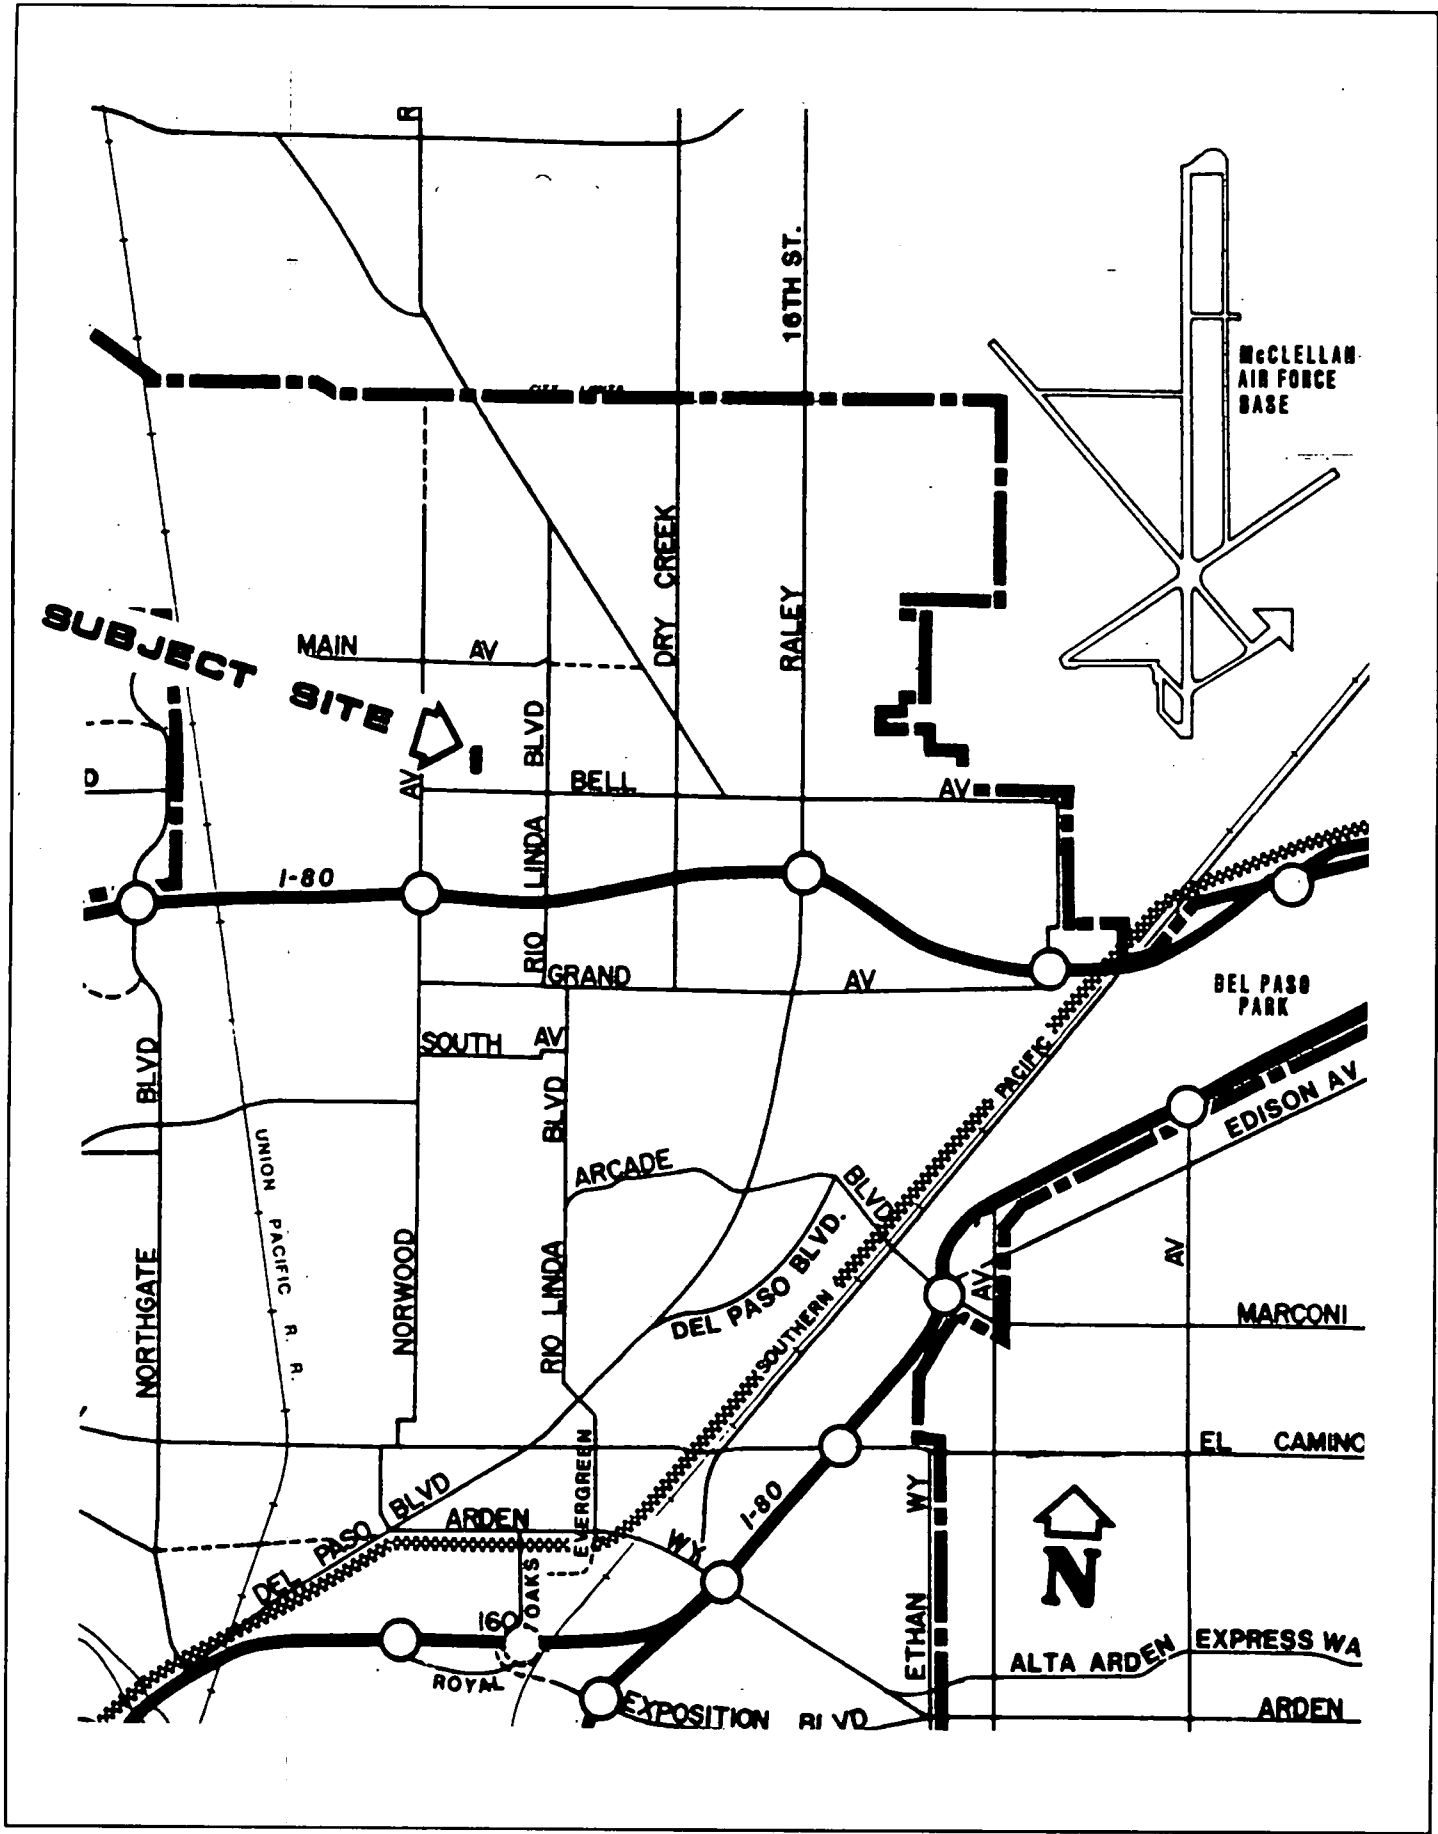 R
16TH ST.
McCLELLAN
AIR FORCE
BASE
CITY LIMITS
DRY CREEK
RALEY
SUBJECT SITE
MAIN AV
BLVD
AV
BELL AV
D
I-80
RIO LINDA
GRAND AV
DEL PASO
PARK
SOUTH AV
BLVD
BLVD
PACIFIC
EDISON AV
UNION PACIFIC R. R.
ARCADE BLVD
NORTHGATE
NORWOOD
RIO LINDA
DEL PASO BLVD.
SOUTHERN
AV
AV
MARCONI
EL CAMINO
EVERGREEN
WY
I-80
DEL PASO BLVD
ARDEN WY
N
OAKS
160
ETHAN
ROYAL
ALTA ARDEN EXPRESS WA
EXPOSITION BLVD
ARDEN